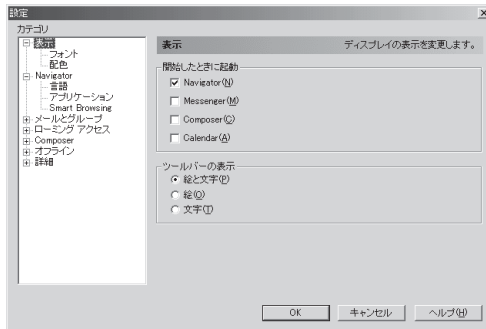 設定
カテゴリ
表示
フォント
配色
Navigator
言語
アプリケーション
Smart Browsing
メールとグループ
ローミング アクセス
Composer
オフライン
詳細
表示 ディスプレイの表示を変更します。
開始したときに起動
Navigator(N)
Messenger(M)
Composer(C)
Calendar(A)
ツールバーの表示
絵と文字(P)
絵(O)
文字(T)
OK キャンセル ヘルプ(H)